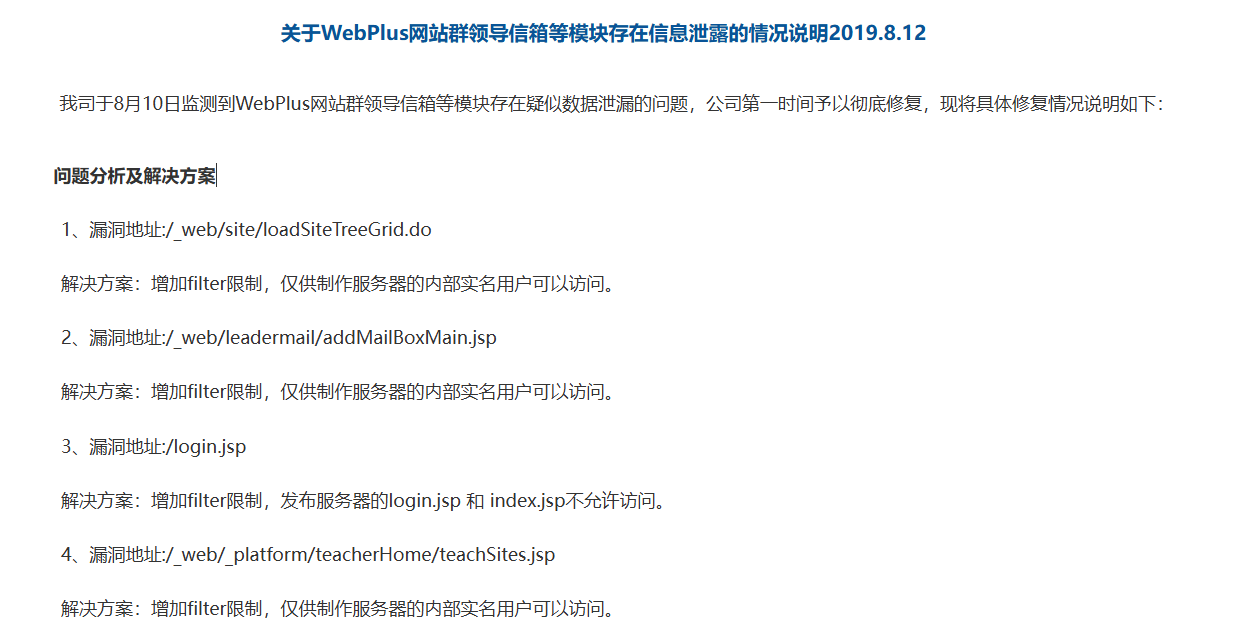 关于WebPlus网站群领导信箱等模块存在信息泄露的情况说明2019.8.12
我司于8月10日监测到WebPlus网站群领导信箱等模块存在疑似数据泄漏的问题，公司第一时间予以彻底修复，现将具体修复情况说明如下：
问题分析及解决方案
1、漏洞地址:/_web/site/loadSiteTreeGrid.do
解决方案：增加filter限制，仅供制作服务器的内部实名用户可以访问。
2、漏洞地址:/_web/leadermail/addMailBoxMain.jsp
解决方案：增加filter限制，仅供制作服务器的内部实名用户可以访问。
3、漏洞地址:/login.jsp
解决方案：增加filter限制，发布服务器的login.jsp 和 index.jsp不允许访问。
4、漏洞地址:/_web/_platform/teacherHome/teachSites.jsp
解决方案：增加filter限制，仅供制作服务器的内部实名用户可以访问。